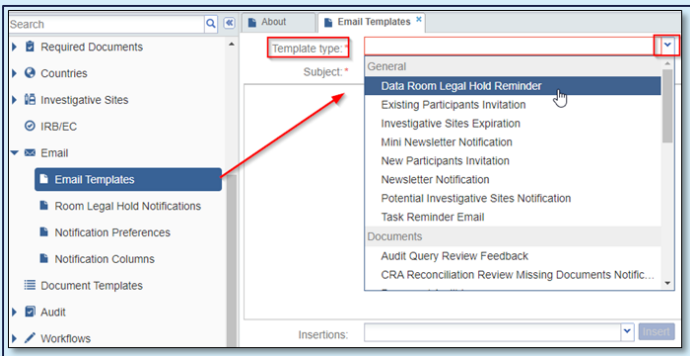 Search
Required Documents
Countries
Investigative Sites
IRB/EC
Email
Email Templates
Room Legal Hold Notifications
Notification Preferences
Notification Columns
Document Templates
Audit
Workflows
About
Email Templates
Template type:*
Subject:*
General
Data Room Legal Hold Reminder
Existing Participants Invitation
Investigative Sites Expiration
Mini Newsletter Notification
New Participants Invitation
Newsletter Notification
Potential Investigative Sites Notification
Task Reminder Email
Documents
Audit Query Review Feedback
CRA Reconciliation Review Missing Documents Notific...
Insertions:
Insert